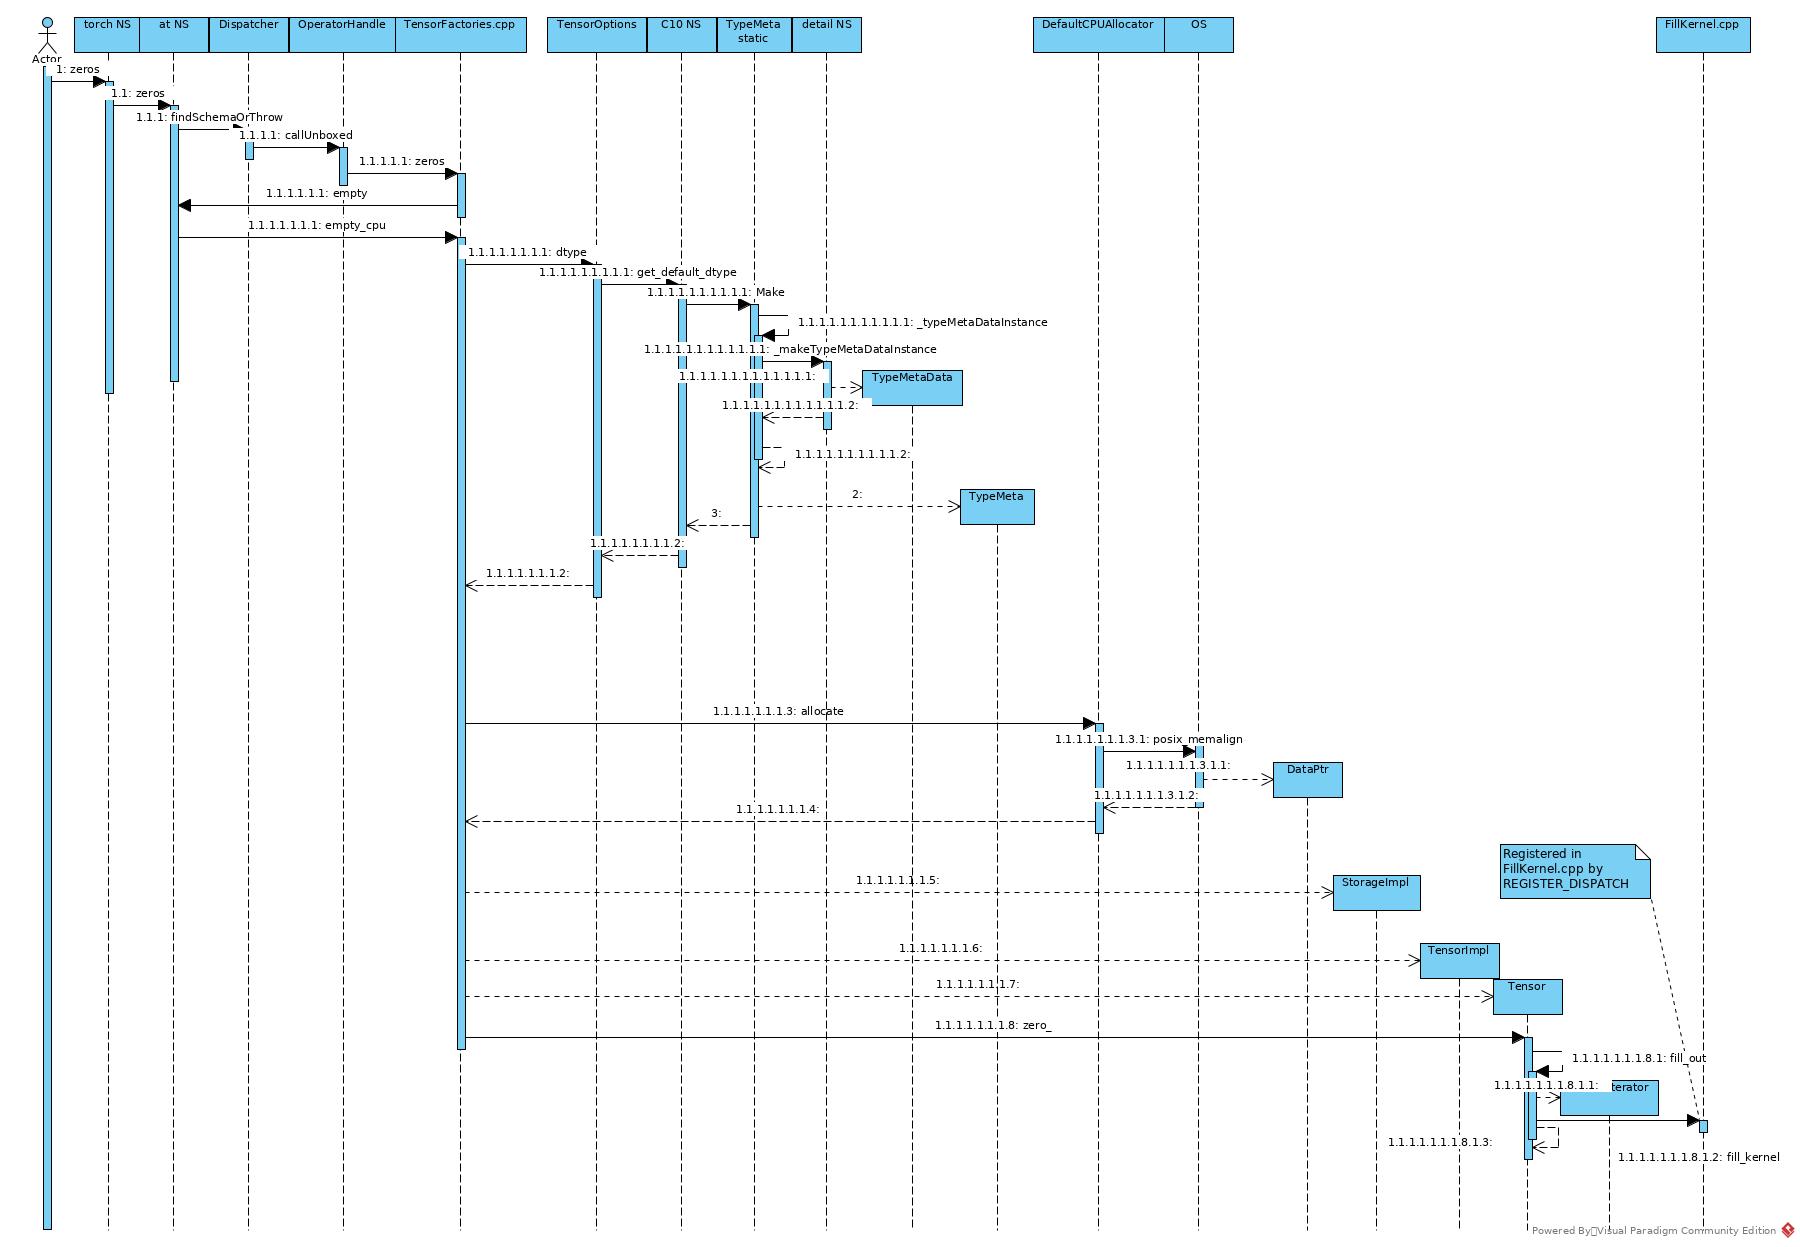 torch NS
at NS
Dispatcher
OperatorHandle
TensorFactories.cpp
TensorOptions
C10 NS
TypeMeta
static
detail NS
DefaultCPUAllocator
OS
FillKernel.cpp
Actor
1: zeros
1.1: zeros
1.1.1: findSchemaOrThrow
1.1.1.1: callUnboxed
1.1.1.1.1: zeros
1.1.1.1.1.1: empty
1.1.1.1.1.1.1: empty_cpu
1.1.1.1.1.1.1.1: dtype
1.1.1.1.1.1.1.1.1: get_default_dtype
1.1.1.1.1.1.1.1.1.1: Make
1.1.1.1.1.1.1.1.1.1.1: _typeMetaDataInstance
1.1.1.1.1.1.1.1.1.1.1.1: _makeTypeMetaDataInstance
1.1.1.1.1.1.1.1.1.1.1.1.1:
TypeMetaData
1.1.1.1.1.1.1.1.1.1.1.1.2:
1.1.1.1.1.1.1.1.1.1.1.2:
2:
TypeMeta
3:
1.1.1.1.1.1.1.1.2:
1.1.1.1.1.1.1.2:
1.1.1.1.1.1.1.3: allocate
1.1.1.1.1.1.1.3.1: posix_memalign
1.1.1.1.1.1.1.3.1.1:
DataPtr
1.1.1.1.1.1.1.3.1.2:
1.1.1.1.1.1.1.4:
Registered in
FillKernel.cpp by
REGISTER_DISPATCH
1.1.1.1.1.1.1.5:
StorageImpl
1.1.1.1.1.1.1.6:
TensorImpl
1.1.1.1.1.1.1.7:
Tensor
1.1.1.1.1.1.1.8: zero_
1.1.1.1.1.1.1.8.1: fill_out
1.1.1.1.1.1.1.8.1.1:
terator
1.1.1.1.1.1.1.8.1.3:
1.1.1.1.1.1.1.8.1.2: fill_kernel
Powered By Visual Paradigm Community Edition